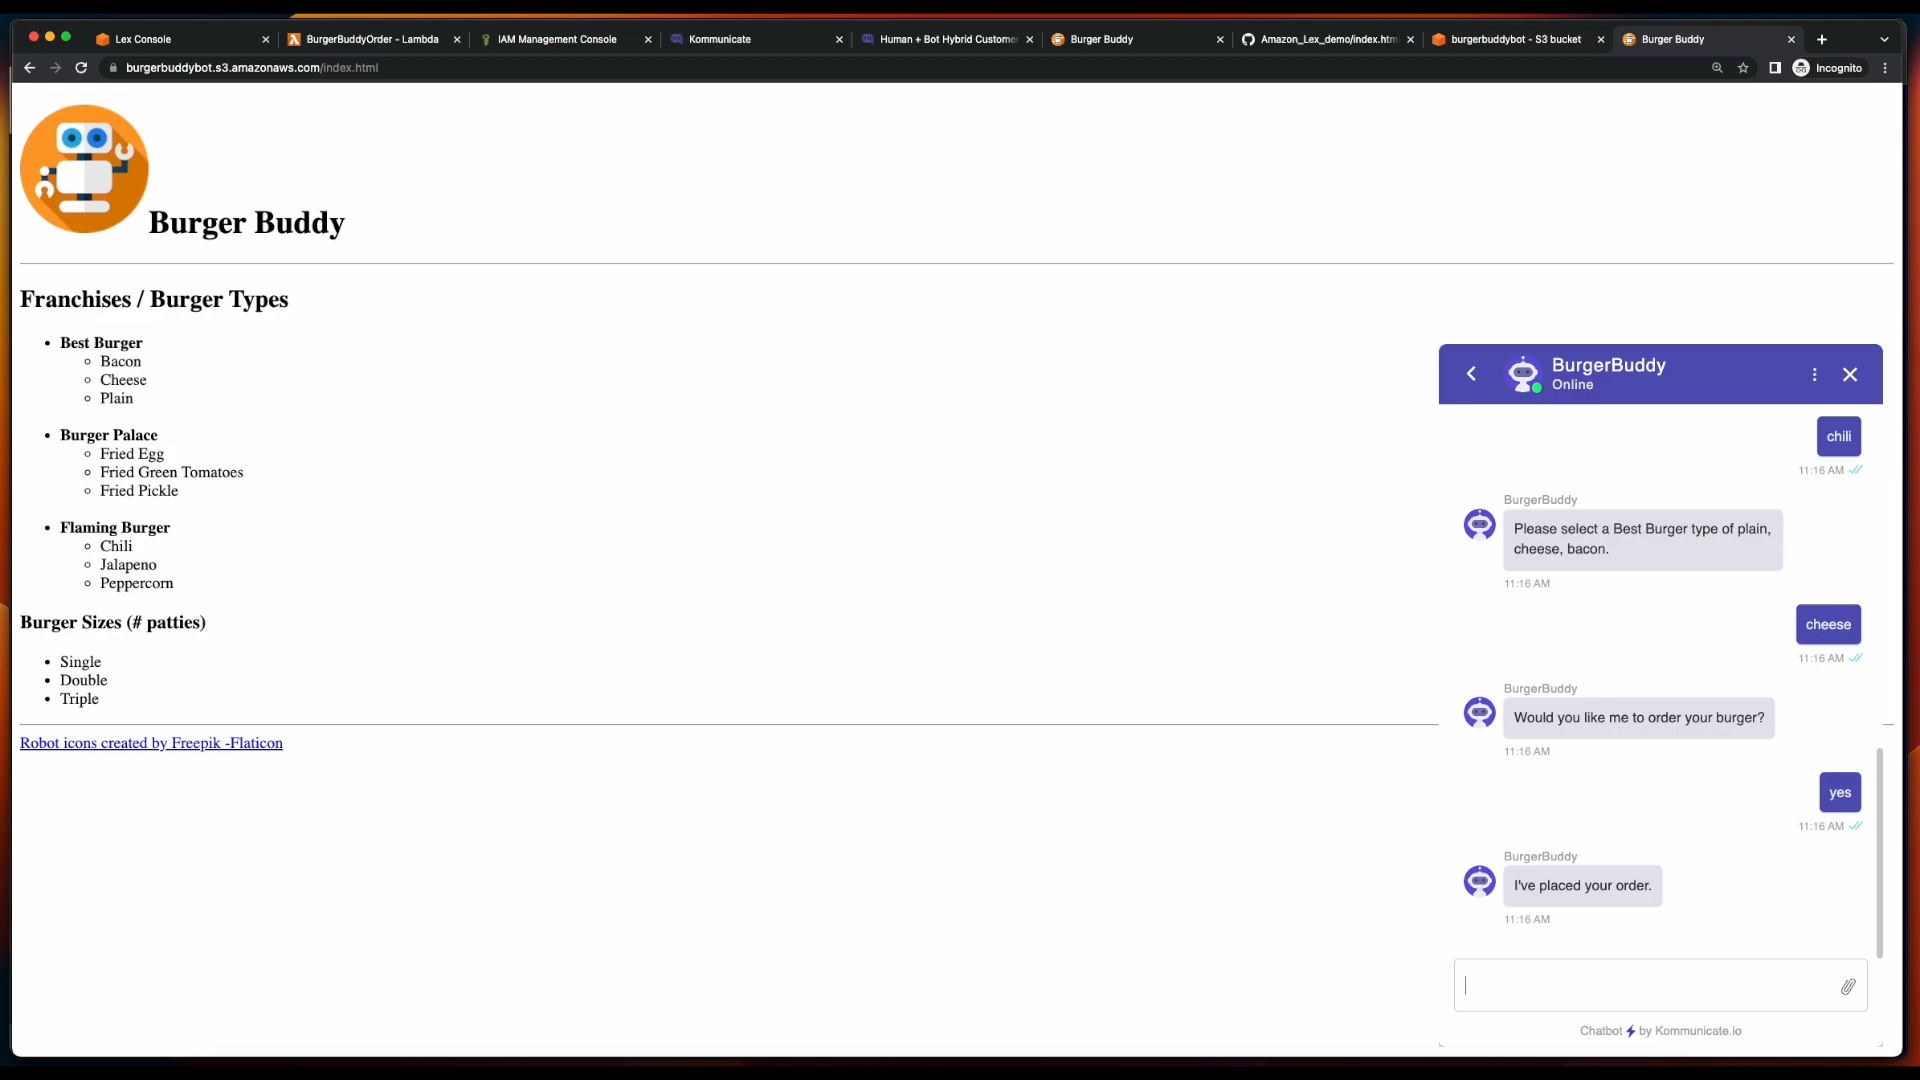 Lex Console
BurgerBuddyOrder - Lambda
IAM Management Console
Kommunicate
Human + Bot Hybrid Custome
Burger Buddy
Amazon_Lex_demo/index.htm
burgerbuddybot - S3 bucket
Burger Buddy
burgerbuddybot.s3.amazonaws.com/index.html
Incognito
Burger Buddy
Franchises / Burger Types
Best Burger
Bacon
Cheese
Plain
Burger Palace
Fried Egg
Fried Green Tomatoes
Fried Pickle
Flaming Burger
Chili
Jalapeno
Peppercorn
Burger Sizes (# patties)
Single
Double
Triple
Robot icons created by Freepik -Flaticon
BurgerBuddy
Online
chili
11:16 AM
BurgerBuddy
Please select a Best Burger type of plain,
cheese, bacon.
11:16 AM
cheese
11:16 AM
BurgerBuddy
Would you like me to order your burger?
11:16 AM
yes
11:16 AM
BurgerBuddy
I've placed your order.
11:16 AM
Chatbot by Kommunicate.io